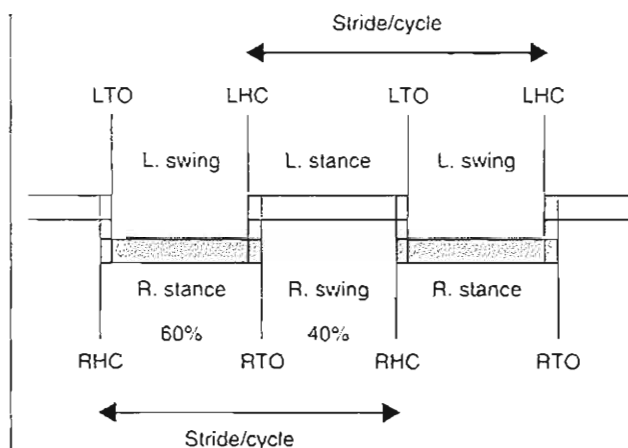 Stride/cycle
LTO LHC LTO LHC
L. swing L. stance L. swing
R. stance R. swing R. stance
60% 40%
RHC RTO RHC RTO
Stride/cycle